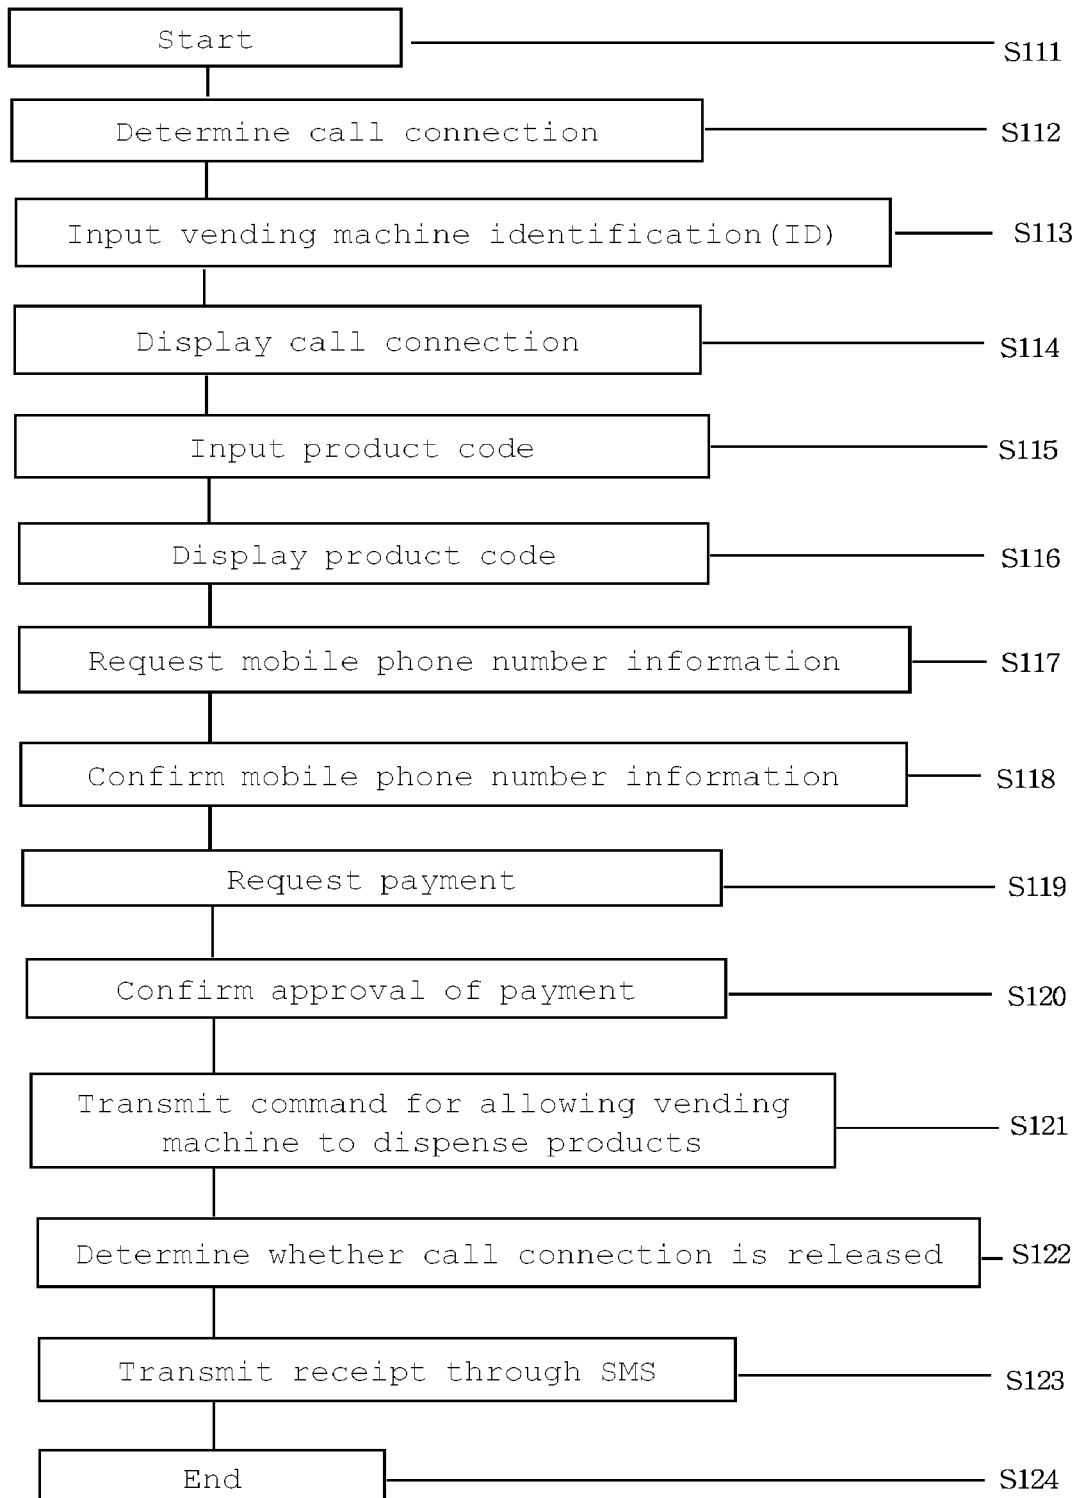 Start
S111
Determine call connection
S112
Input vending machine identification(ID)
S113
Display call connection
S114
Input product code
S115
Display product code
S116
Request mobile phone number information
S117
Confirm mobile phone number information
S118
Request payment
S119
Confirm approval of payment
S120
Transmit command for allowing vending
machine to dispense products
S121
Determine whether call connection is released
S122
Transmit receipt through SMS
S123
End
S124